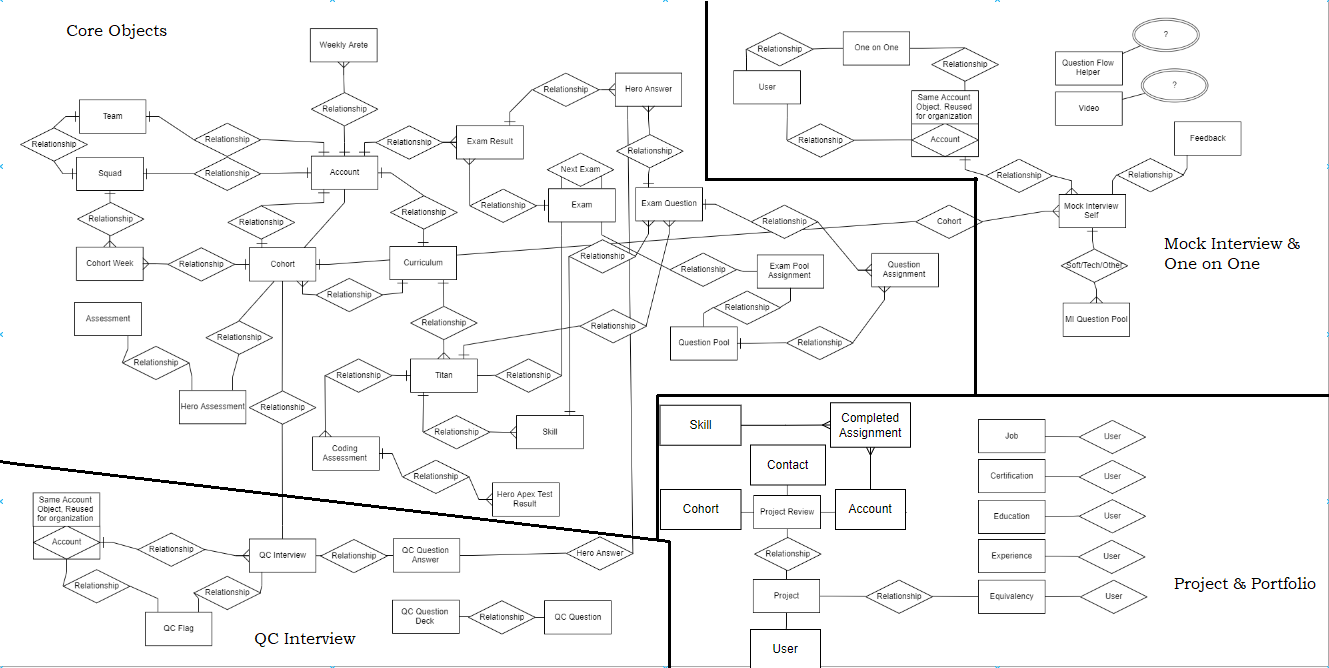 Core Objects
Weekly Arete
Relationship
Team
Relationship
Relationship
Squad
Relationship
Account
Relationship
Exam Result
Relationship
Hero Answer
Relationship
Next Exam
Exam
Relationship
Exam Question
Relationship
Relationship
Relationship
Relationship
Cohort Week
Relationship
Cohort
Curriculum
Relationship
Relationship
Relationship
Exam Pool
Assignment
Question
Assignment
Relationship
Relationship
Question Pool
Relationship
Assessment
Relationship
Relationship
Relationship
Hero Assessment
Relationship
Titan
Relationship
Relationship
Relationship
Skill
Coding
Assessment
Relationship
Hero Apex Test
Result
Relationship
One on One
Relationship
User
Same Account
Object, Reused
for organization
Account
Relationship
Question Flow
Helper
?
Video
?
Feedback
Relationship
Relationship
Mock Interview
Self
Cohort
Soft/Tech/Other
MI Question Pool
Mock Interview &
One on One
Same Account
Object, Reused
for organization
Account
Relationship
QC Interview
Relationship
QC Question
Answer
Hero Answer
Relationship
Relationship
QC Flag
QC Question
Deck
Relationship
QC Question
QC Interview
Skill
Completed
Assignment
Contact
Cohort
Project Review
Account
Relationship
Project
Relationship
User
Job
User
Certification
User
Education
User
Experience
User
Equivalency
User
Project & Portfolio